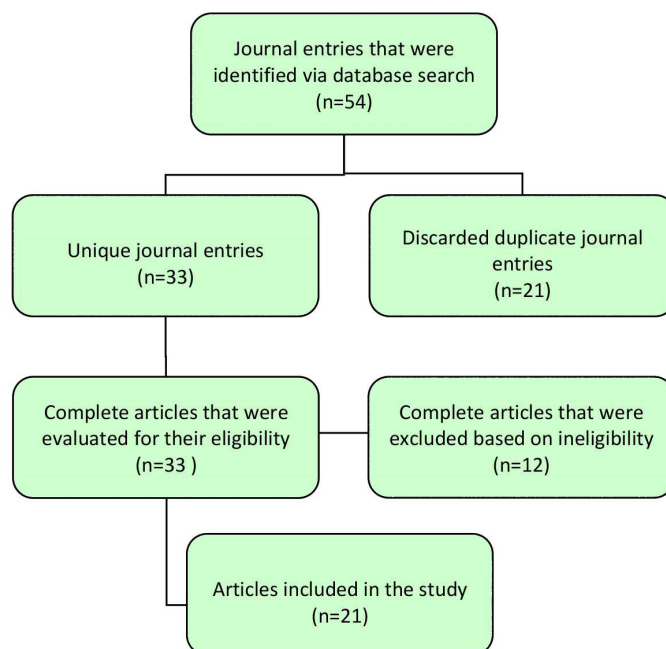 Journal entries that were
identified via database search
(n=54)
Unique journal entries
(n=33)
Discarded duplicate journal
entries
(n=21)
Complete articles that were
evaluated for their eligibility
(n=33 )
Complete articles that were
excluded based on ineligibility
(n=12)
Articles included in the study
(n=21)